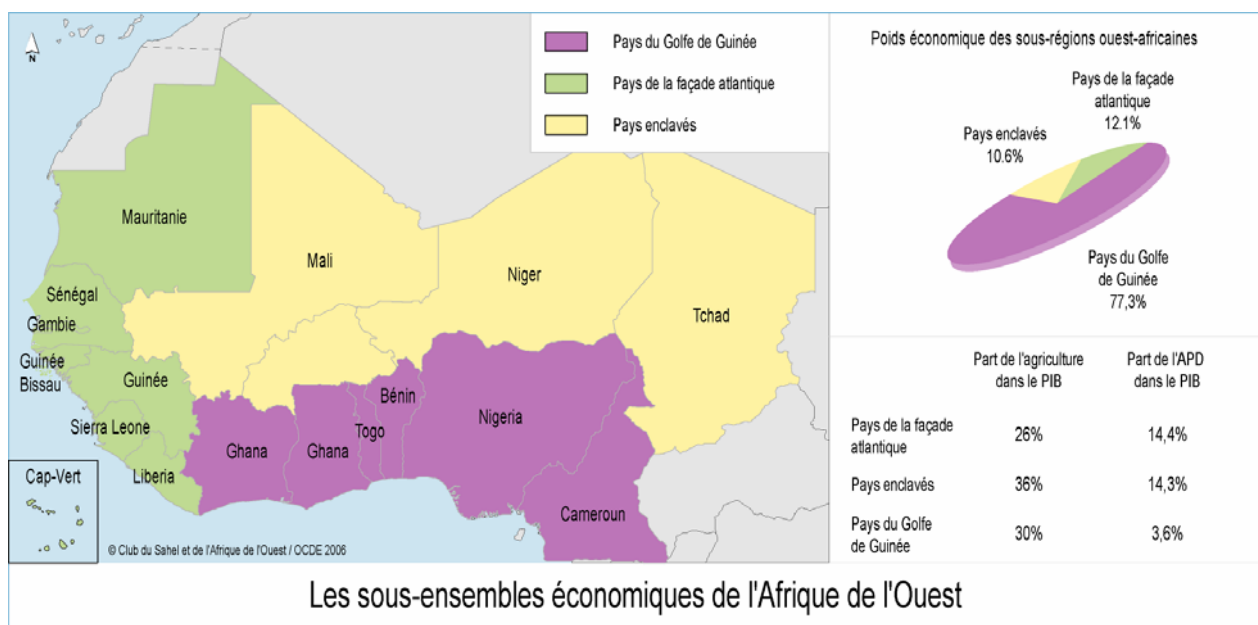 N
Pays du Golfe de Guinée
Pays de la façade atlantique
Pays enclavés
Mauritanie
Mali
Niger
Tchad
Sénégal
Gambie
Guinée
Bissau
Guinée
Sierra Leone
Liberia
Ghana
Ghana
Togo
Bénin
Nigeria
Cameroun
Cap-Vert
© Club du Sahel et de l'Afrique de l'Ouest / OCDE 2006
Poids économique des sous-régions ouest-africaines
Pays de la façade
atlantique
12.1%
Pays enclavés
10.6%
Pays du Golfe
de Guinée
77,3%
Part de l'agriculture
dans le PIB
Part de l'APD
dans le PIB
Pays de la façade
atlantique
26%
14,4%
Pays enclavés
36%
14,3%
Pays du Golfe
de Guinée
30%
3,6%
Les sous-ensembles économiques de l'Afrique de l'Ouest